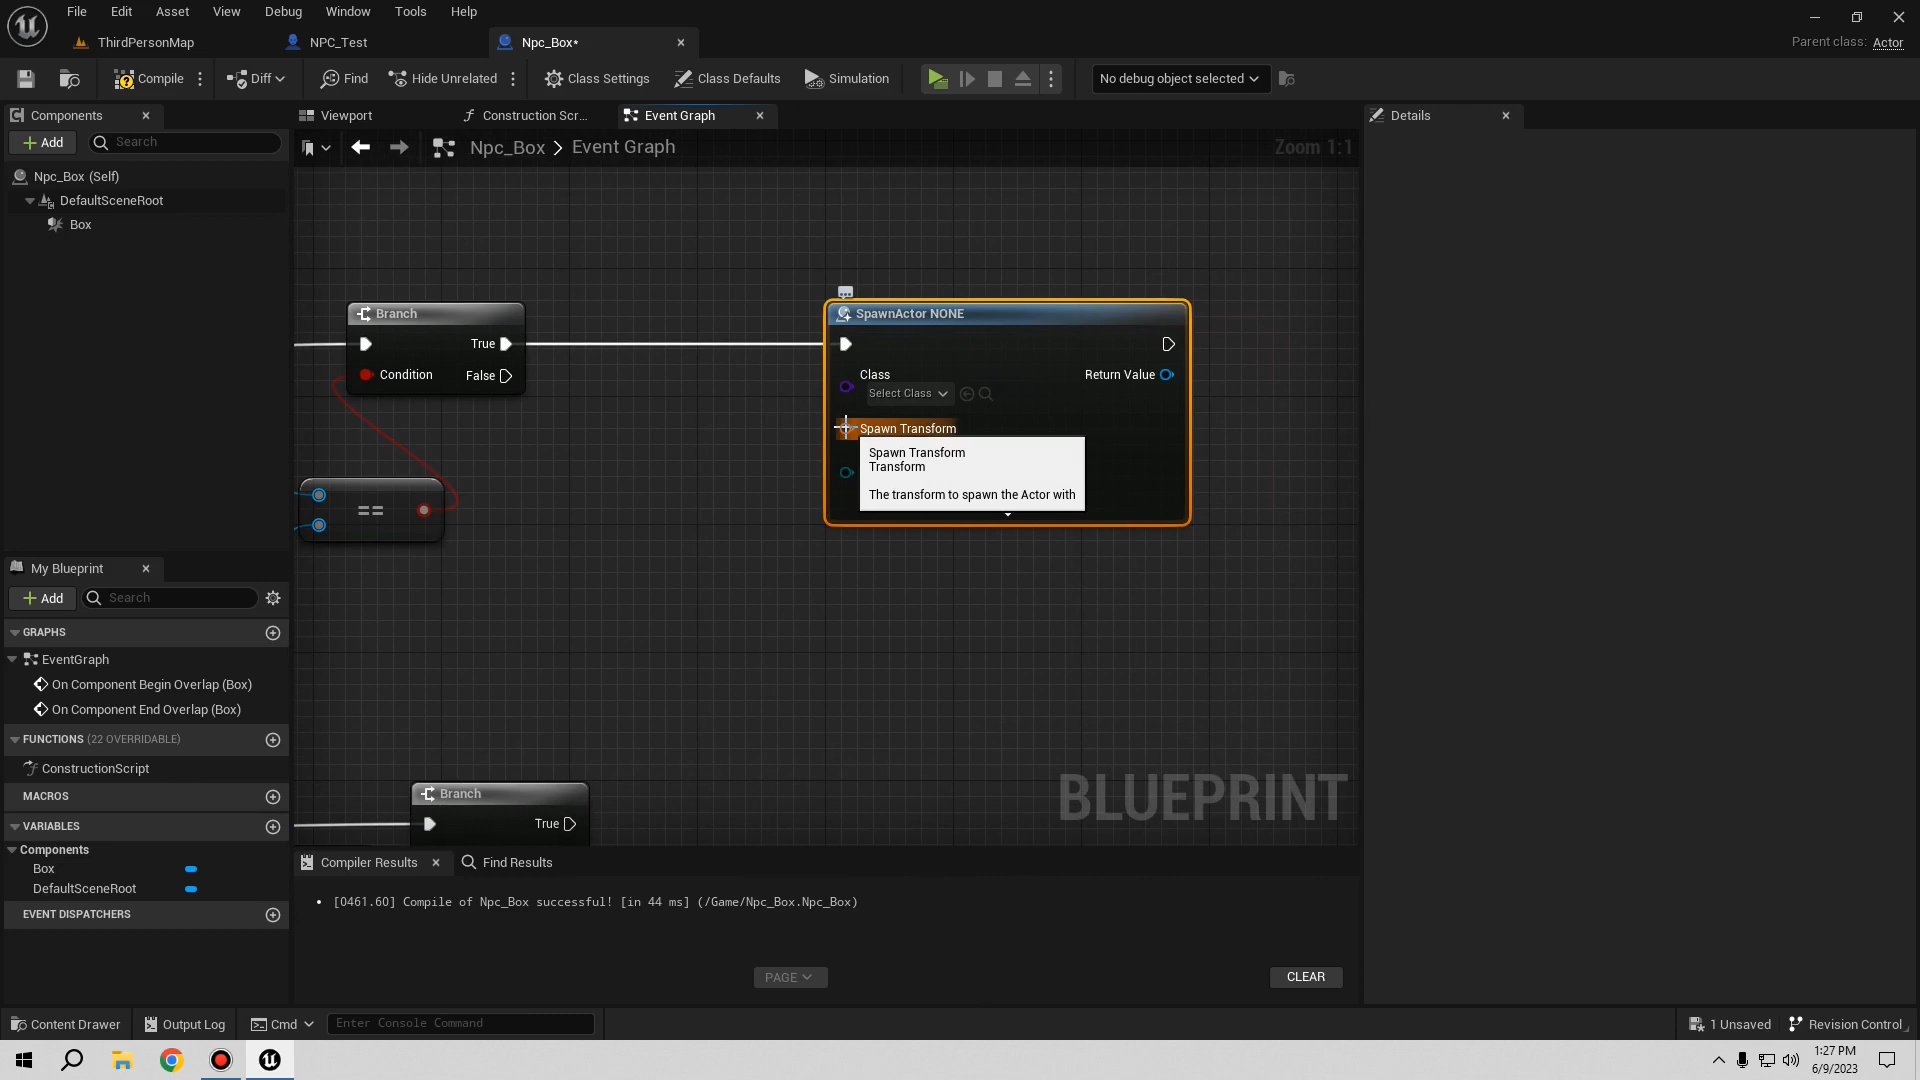 File Edit Asset View Debug Window Tools Help
ThirdPersonMap NPC_Test Npc_Box*
Parent class: Actor
Compile Diff Find Hide Unrelated Class Settings Class Defaults Simulation No debug object selected
Components
Viewport Construction Scr... Event Graph
Details
Add Search
Npc_Box > Event Graph
Zoom 1:1
Npc_Box (Self)
DefaultSceneRoot
Box
Branch
True
Condition False
==
SpawnActor NONE
Class
Select Class
Return Value
Spawn Transform
Spawn Transform
Transform
The transform to spawn the Actor with
Branch
True
BLUEPRINT
My Blueprint
Add Search
GRAPHS
EventGraph
On Component Begin Overlap (Box)
On Component End Overlap (Box)
FUNCTIONS (22 OVERRIDABLE)
ConstructionScript
MACROS
VARIABLES
Components
Box
DefaultSceneRoot
EVENT DISPATCHERS
Compiler Results Find Results
[0461.60] Compile of Npc_Box successful! [in 44 ms] (/Game/Npc_Box.Npc_Box)
PAGE
CLEAR
Content Drawer Output Log Cmd Enter Console Command
1 Unsaved Revision Control
1:27 PM
6/9/2023